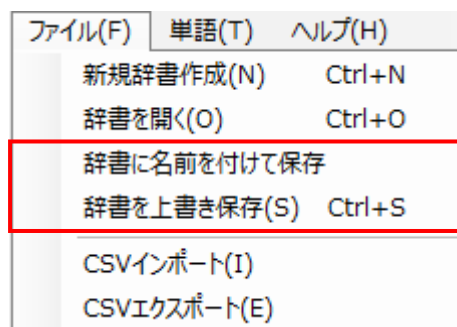 ファイル(F) 単語(T) ヘルプ(H)
新規辞書作成(N) Ctrl+N
辞書を開く(O) Ctrl+O
辞書に名前を付けて保存
辞書を上書き保存(S) Ctrl+S
CSVインポート(I)
CSVエクスポート(E)